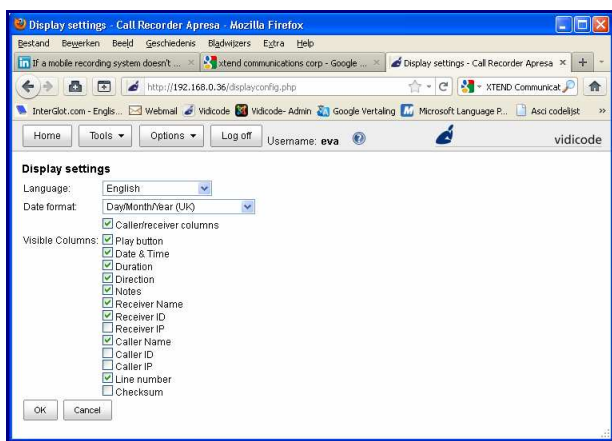 Display settings - Call Recorder Apresa - Mozilla Firefox
Bestand Bewerken Beeld Geschiedenis Bladwijzers Extra Help
If a mobile recording system doesn't ... × xtend communications corp - Google ... × Display settings - Call Recorder Apresa × +
http://192.168.0.36/displayconfig.php XTEND Communicat
InterGlot.com - Englis... Webmail Vidicode Vidicode- Admin Google Vertaling Microsoft Language P... Asci codelijst »
Home Tools Options Log off Username: eva ? vidicode
Display settings
Language: English
Date format: Day/Month/Year (UK)
Caller/receiver columns
Visible Columns: Play button
Date & Time
Duration
Direction
Notes
Receiver Name
Receiver ID
Receiver IP
Caller Name
Caller ID
Caller IP
Line number
Checksum
OK Cancel